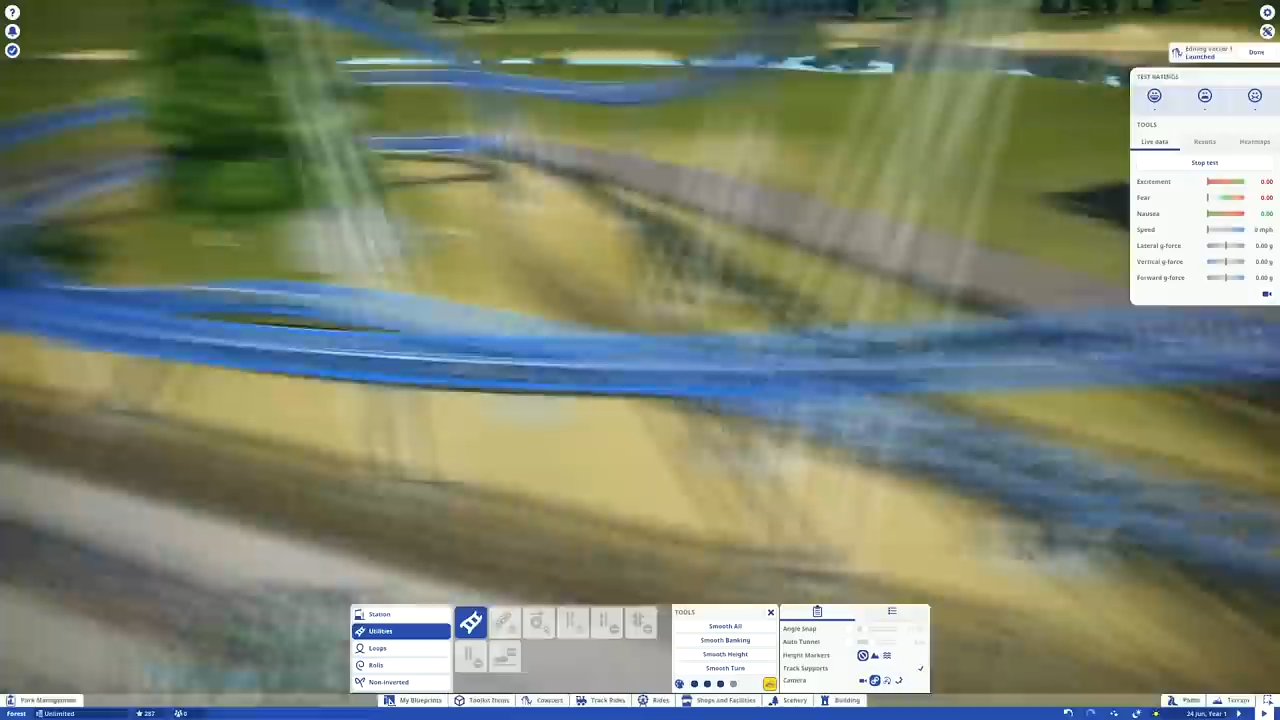 ?
Editing Vector 1
Launched
Done
TEST RATINGS
- - -
TOOLS
Live data Results Heatmaps
Stop test
Excitement 0.00
Fear 0.00
Nausea 0.00
Speed 0 mph
Lateral g-force 0.00 g
Vertical g-force 0.00 g
Forward g-force 0.00 g
Station
Utilities
Loops
Rolls
Non-inverted
TOOLS
Smooth All
Smooth Banking
Smooth Height
Smooth Turn
Angle Snap
Auto Tunnel
Height Markers
Track Supports
Camera
Park Management
My Blueprints Toolkit Items Coasters Track Rides Rides Shops and Facilities Scenery Building
Paths Terrain
Forest Unlimited 287 0
24 Jun, Year 1